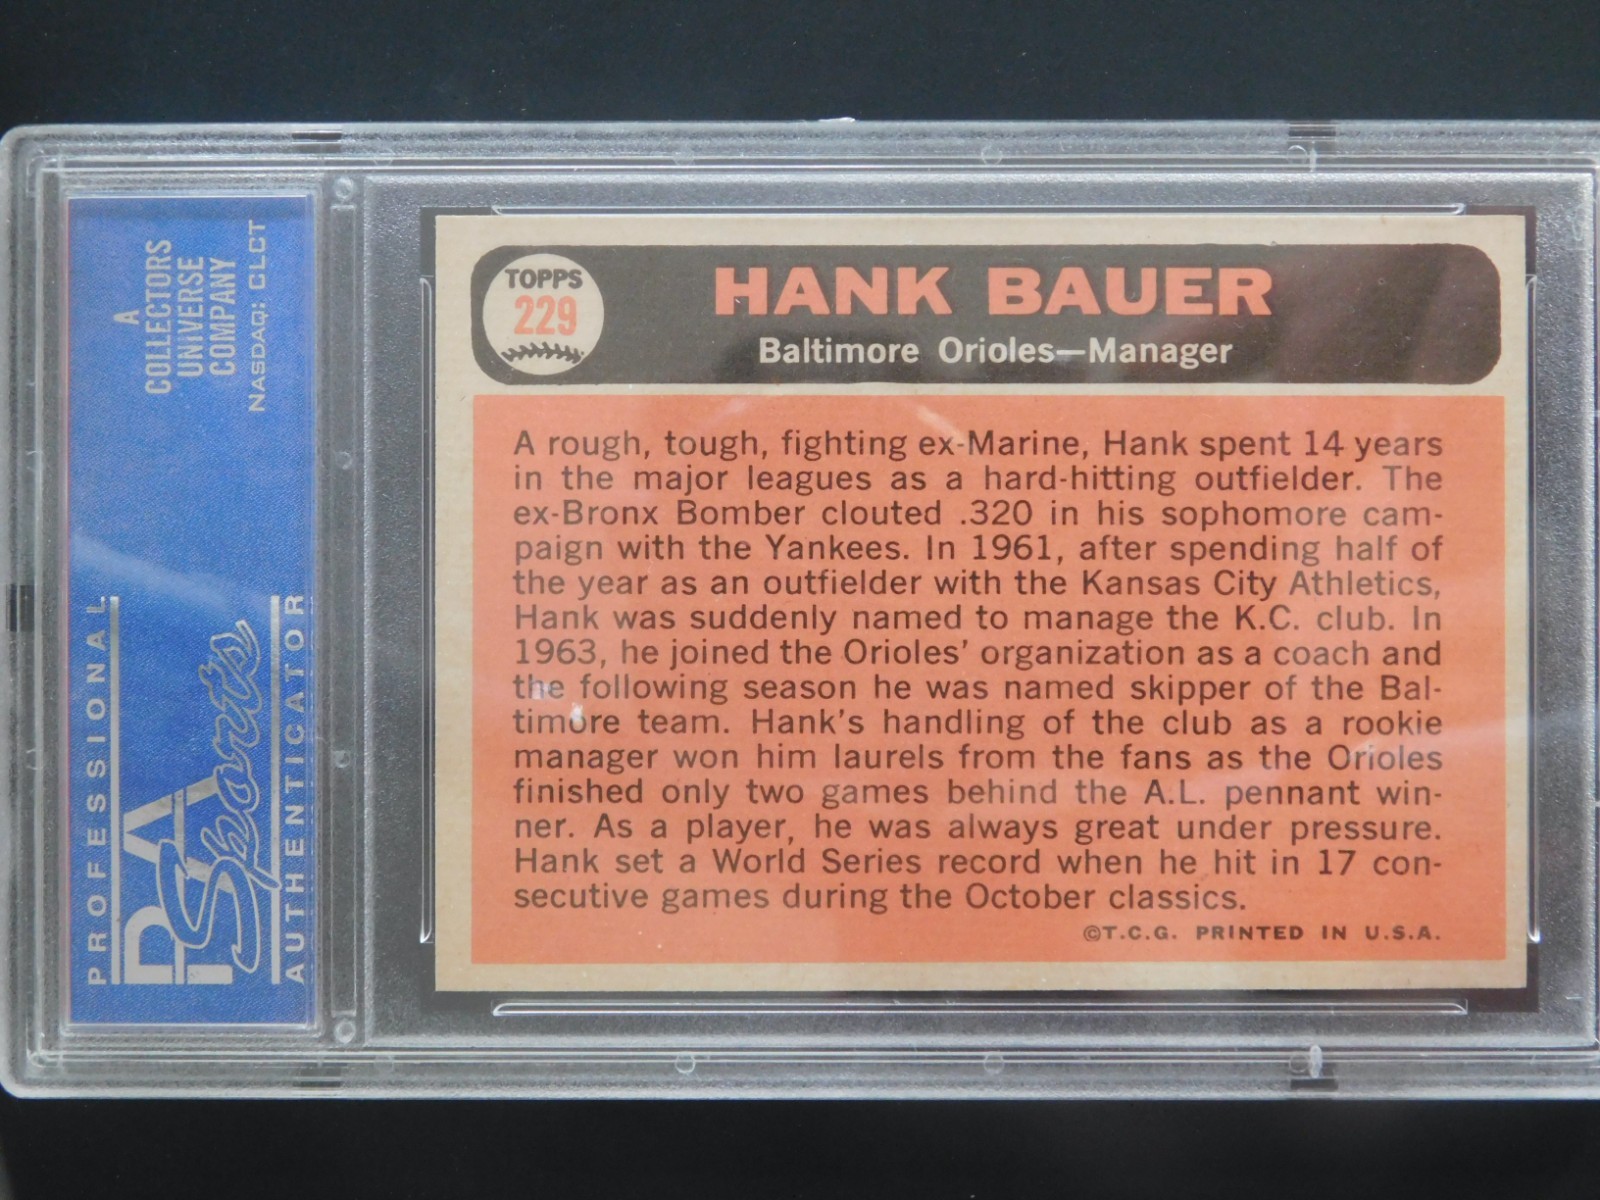 A
COLLECTORS
UNIVERSE
COMPANY
NASDAQ: CLCT
PROFESSIONAL
PSA
Sports
AUTHENTICATOR
TOPPS
229
HANK BAUER
Baltimore Orioles—Manager
A rough, tough, fighting ex-Marine, Hank spent 14 years
in the major leagues as a hard-hitting outfielder. The
ex-Bronx Bomber clouted .320 in his sophomore cam-
paign with the Yankees. In 1961, after spending half of
the year as an outfielder with the Kansas City Athletics,
Hank was suddenly named to manage the K.C. club. In
1963, he joined the Orioles' organization as a coach and
the following season he was named skipper of the Bal-
timore team. Hank's handling of the club as a rookie
manager won him laurels from the fans as the Orioles
finished only two games behind the A.L. pennant win-
ner. As a player, he was always great under pressure.
Hank set a World Series record when he hit in 17 con-
secutive games during the October classics.
©T.C.G. PRINTED IN U.S.A.